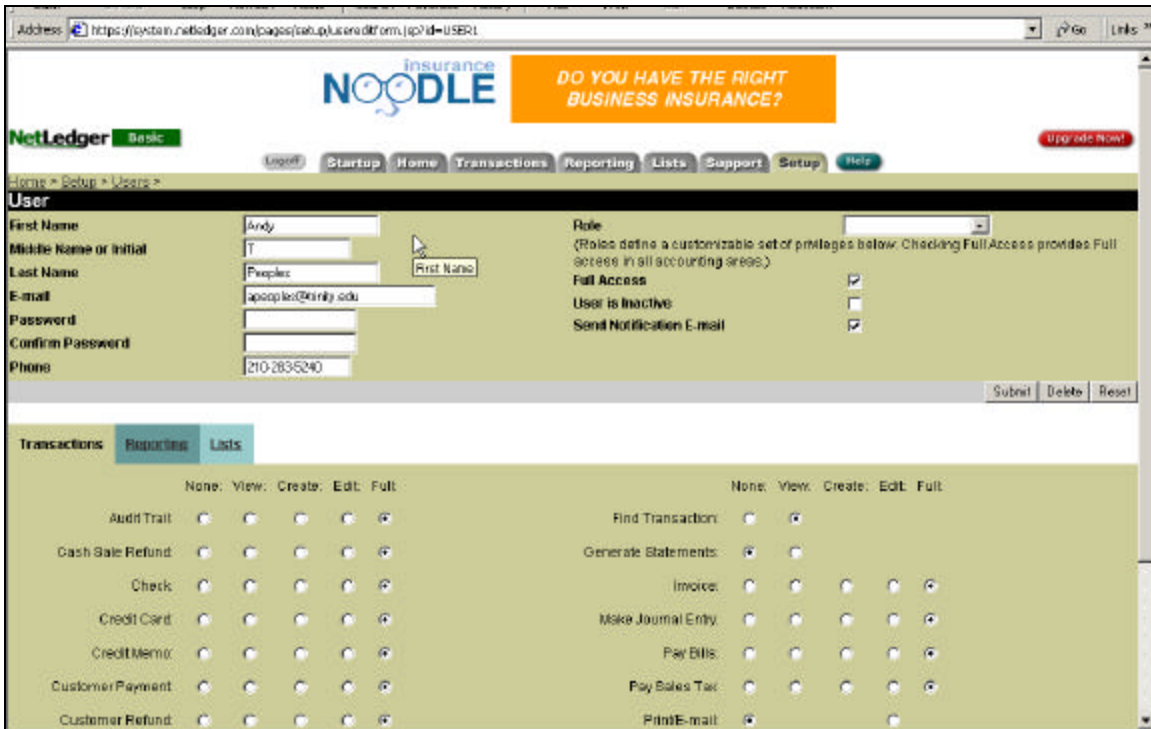 Address https://system.netledger.com/pages/setup/usereditform.jsp?id=USER1 Go Links »
insurance
NOODLE
DO YOU HAVE THE RIGHT
BUSINESS INSURANCE?
NetLedger Basic
Upgrade Now!
Logoff Startup Home Transactions Reporting Lists Support Setup Help
Home > Setup > Users >
User
First Name Andy
Middle Name or Initial T
Last Name Peoples
E-mail apeoples@trinity.edu
Password
Confirm Password
Phone 210-283-5240
First Name
Role
(Roles define a customizable set of privileges below. Checking Full Access provides Full
access in all accounting areas.)
Full Access
User is Inactive
Send Notification E-mail
Submit Delete Reset
Transactions Reporting Lists
None: View: Create: Edit: Full:
Audit Trail:
Cash Sale Refund:
Check:
Credit Card:
Credit Memo:
Customer Payment:
Customer Refund:
None: View: Create: Edit: Full:
Find Transaction:
Generate Statements:
Invoice:
Make Journal Entry:
Pay Bills:
Pay Sales Tax:
Print/E-mail: